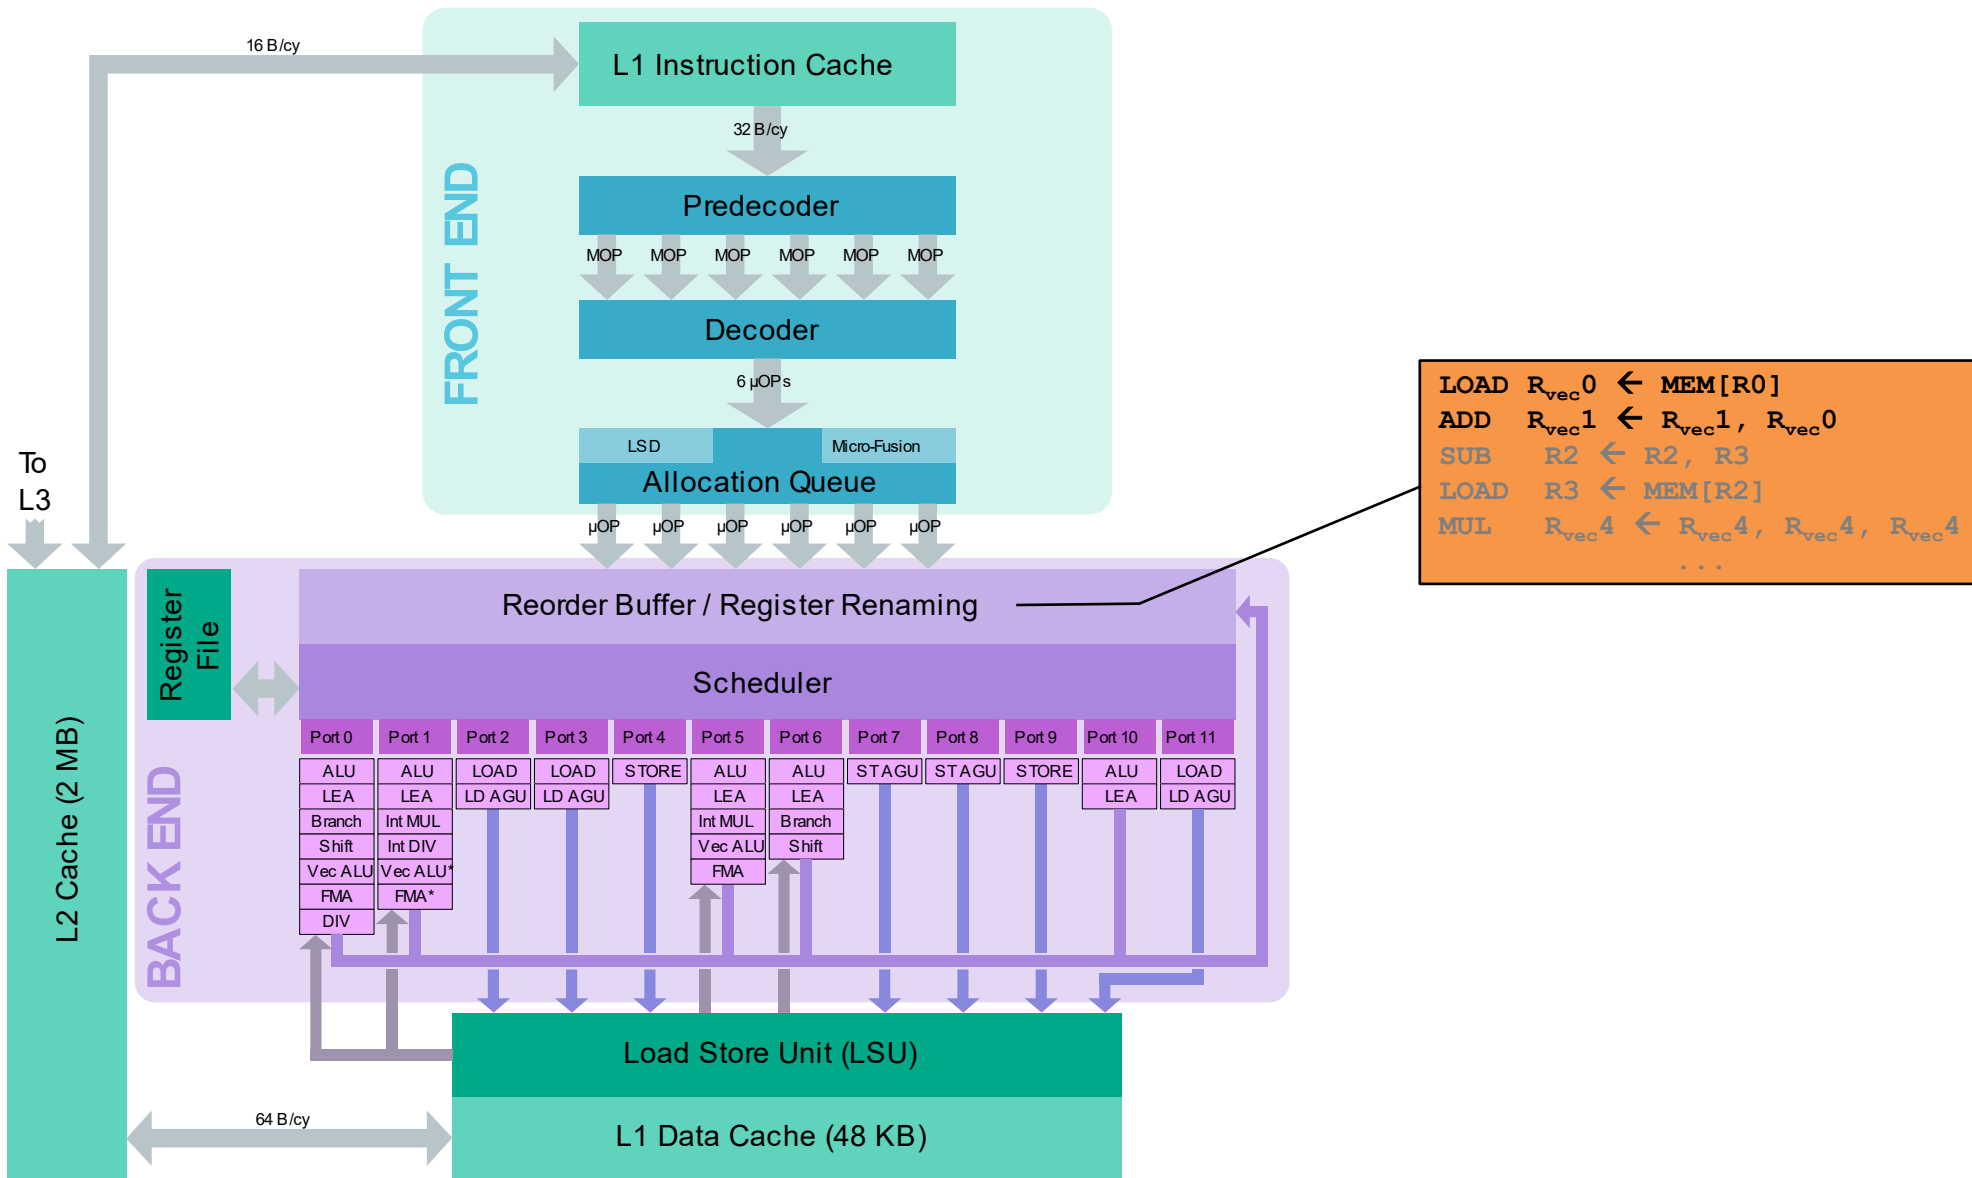 16 B/cy
L1 Instruction Cache
32 B/cy
FRONT END
Predecoder
MOP MOP MOP MOP MOP MOP
Decoder
6 µOPs
LSD
Micro-Fusion
Allocation Queue
µOP µOP µOP µOP µOP µOP
To
L3
LOAD Rvec0 ← MEM[R0]
ADD Rvec1 ← Rvec1, Rvec0
SUB R2 ← R2, R3
LOAD R3 ← MEM[R2]
MUL Rvec4 ← Rvec4, Rvec4, Rvec4
...
L2 Cache (2 MB)
BACK END
Register
File
Reorder Buffer / Register Renaming
Scheduler
Port 0 Port 1 Port 2 Port 3 Port 4 Port 5 Port 6 Port 7 Port 8 Port 9 Port 10 Port 11
ALU ALU LOAD LOAD STORE ALU ALU ST AGU ST AGU STORE ALU LOAD
LEA LEA LD AGU LD AGU LEA LEA LEA LD AGU
Branch Int MUL Int MUL Branch
Shift Int DIV Vec ALU Shift
Vec ALU Vec ALU* FMA
FMA FMA*
DIV
Load Store Unit (LSU)
64 B/cy
L1 Data Cache (48 KB)